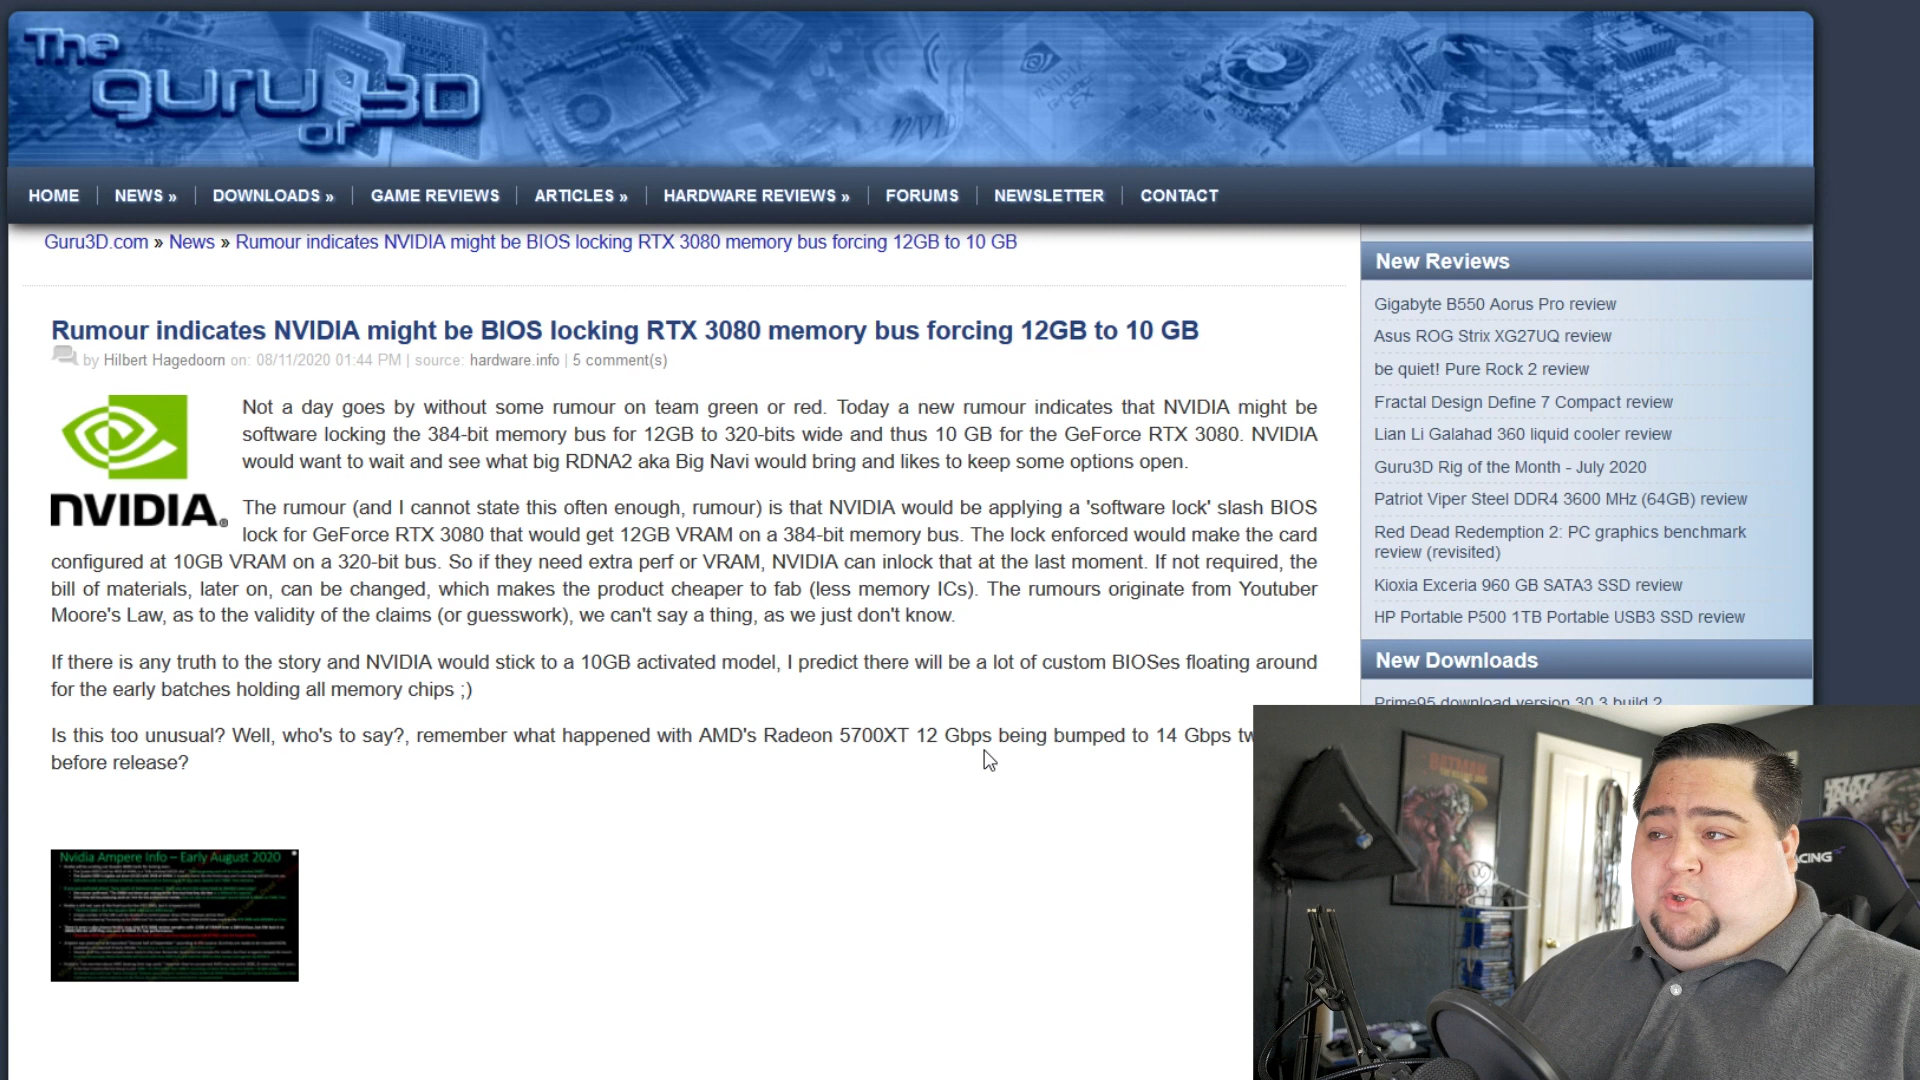 The
guru
of 3D
HOME NEWS » DOWNLOADS » GAME REVIEWS ARTICLES » HARDWARE REVIEWS » FORUMS NEWSLETTER CONTACT
Guru3D.com » News » Rumour indicates NVIDIA might be BIOS locking RTX 3080 memory bus forcing 12GB to 10 GB
Rumour indicates NVIDIA might be BIOS locking RTX 3080 memory bus forcing 12GB to 10 GB
by Hilbert Hagedoorn on: 08/11/2020 01:44 PM | source: hardware.info | 5 comment(s)
NVIDIA®
Not a day goes by without some rumour on team green or red. Today a new rumour indicates that NVIDIA might be
software locking the 384-bit memory bus for 12GB to 320-bits wide and thus 10 GB for the GeForce RTX 3080. NVIDIA
would want to wait and see what big RDNA2 aka Big Navi would bring and likes to keep some options open.
The rumour (and I cannot state this often enough, rumour) is that NVIDIA would be applying a 'software lock' slash BIOS
lock for GeForce RTX 3080 that would get 12GB VRAM on a 384-bit memory bus. The lock enforced would make the card
configured at 10GB VRAM on a 320-bit bus. So if they need extra perf or VRAM, NVIDIA can inlock that at the last moment. If not required, the
bill of materials, later on, can be changed, which makes the product cheaper to fab (less memory ICs). The rumours originate from Youtuber
Moore's Law, as to the validity of the claims (or guesswork), we can't say a thing, as we just don't know.
If there is any truth to the story and NVIDIA would stick to a 10GB activated model, I predict there will be a lot of custom BIOSes floating around
for the early batches holding all memory chips ;)
Is this too unusual? Well, who's to say?, remember what happened with AMD's Radeon 5700XT 12 Gbps being bumped to 14 Gbps
before release?
Nvidia Ampere Info – Early August 2020
New Reviews
Gigabyte B550 Aorus Pro review
Asus ROG Strix XG27UQ review
be quiet! Pure Rock 2 review
Fractal Design Define 7 Compact review
Lian Li Galahad 360 liquid cooler review
Guru3D Rig of the Month - July 2020
Patriot Viper Steel DDR4 3600 MHz (64GB) review
Red Dead Redemption 2: PC graphics benchmark
review (revisited)
Kioxia Exceria 960 GB SATA3 SSD review
HP Portable P500 1TB Portable USB3 SSD review
New Downloads
Prime95 download version 30.3 build 2
BATMAN